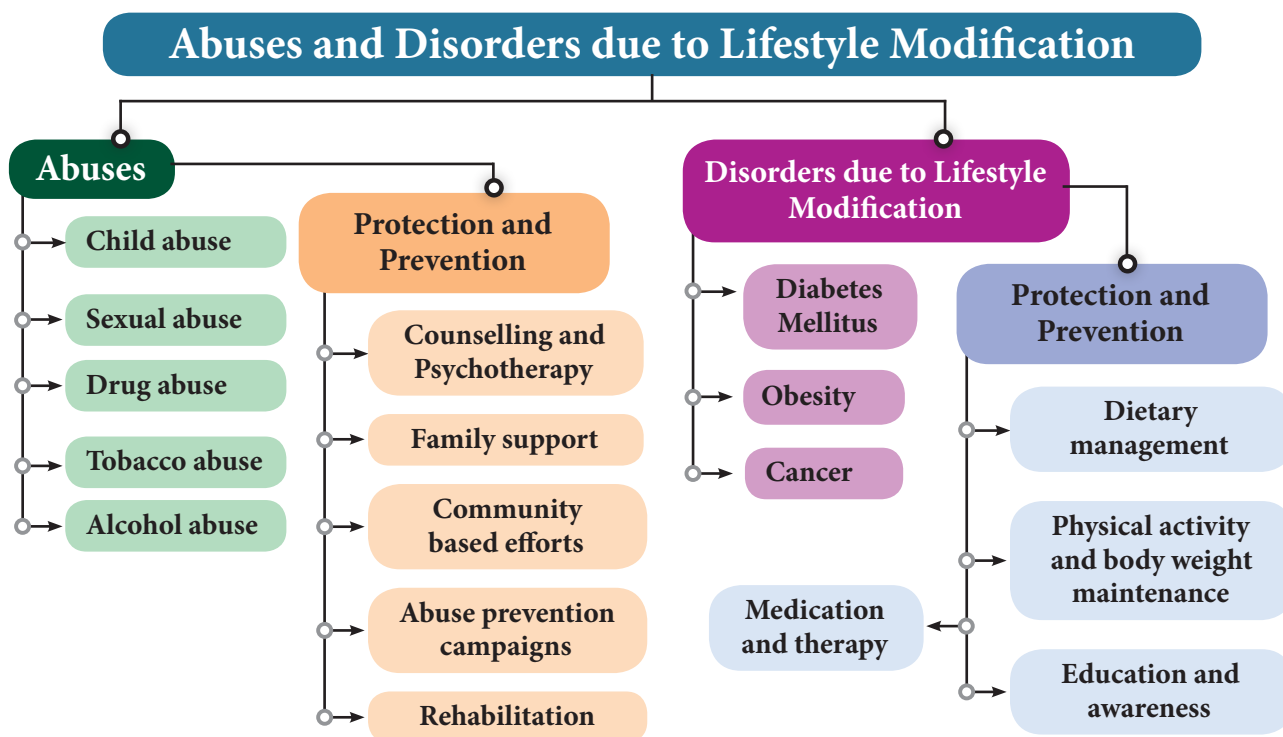 Abuses and Disorders due to Lifestyle Modification
Abuses
Child abuse
Sexual abuse
Drug abuse
Tobacco abuse
Alcohol abuse
Protection and
Prevention
Counselling and
Psychotherapy
Family support
Community
based efforts
Abuse prevention
campaigns
Rehabilitation
Disorders due to Lifestyle
Modification
Diabetes
Mellitus
Obesity
Cancer
Protection and
Prevention
Dietary
management
Physical activity
and body weight
maintenance
Medication
and therapy
Education and
awareness